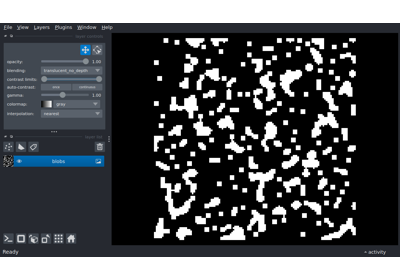 File View Layers Plugins Window Help
opacity: 1.00
blending: translucent_no_depth
contrast limits:
auto-contrast: once continuous
gamma: 1.00
colormap: gray
interpolation: nearest
blobs
Ready
activity